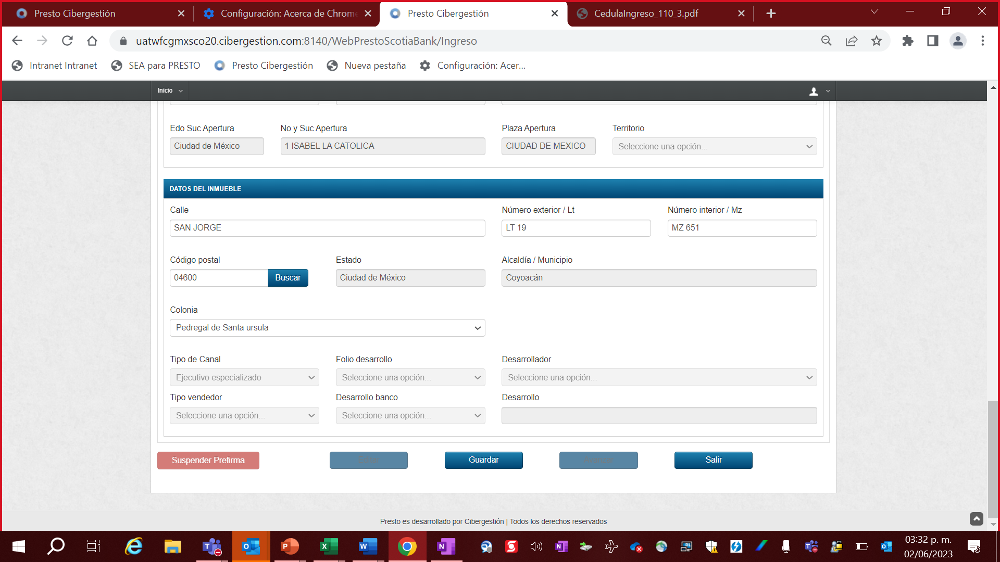 Presto Cibergestión
Configuración: Acerca de Chrome
Presto Cibergestión
CedulaIngreso_110_3.pdf
uatwfcgmxsco20.cibergestion.com:8140/WebPrestoScotiaBank/Ingreso
Intranet Intranet
SEA para PRESTO
Presto Cibergestión
Nueva pestaña
Configuración: Acer...
Inicio
Edo Suc Apertura
No y Suc Apertura
Plaza Apertura
Territorio
Ciudad de México
1 ISABEL LA CATOLICA
CIUDAD DE MEXICO
Seleccione una opción...
DATOS DEL INMUEBLE
Calle
Número exterior / Lt
Número interior / Mz
SAN JORGE
LT 19
MZ 651
Código postal
Estado
Alcaldía / Municipio
04600
Buscar
Ciudad de México
Coyoacán
Colonia
Pedregal de Santa ursula
Tipo de Canal
Folio desarrollo
Desarrollador
Ejecutivo especializado
Seleccione una opción...
Seleccione una opción...
Tipo vendedor
Desarrollo banco
Desarrollo
Seleccione una opción...
Seleccione una opción...
Suspender Prefirma
Guardar
Salir
Presto es desarrollado por Cibergestión | Todos los derechos reservados
03:32 p. m.
02/06/2023